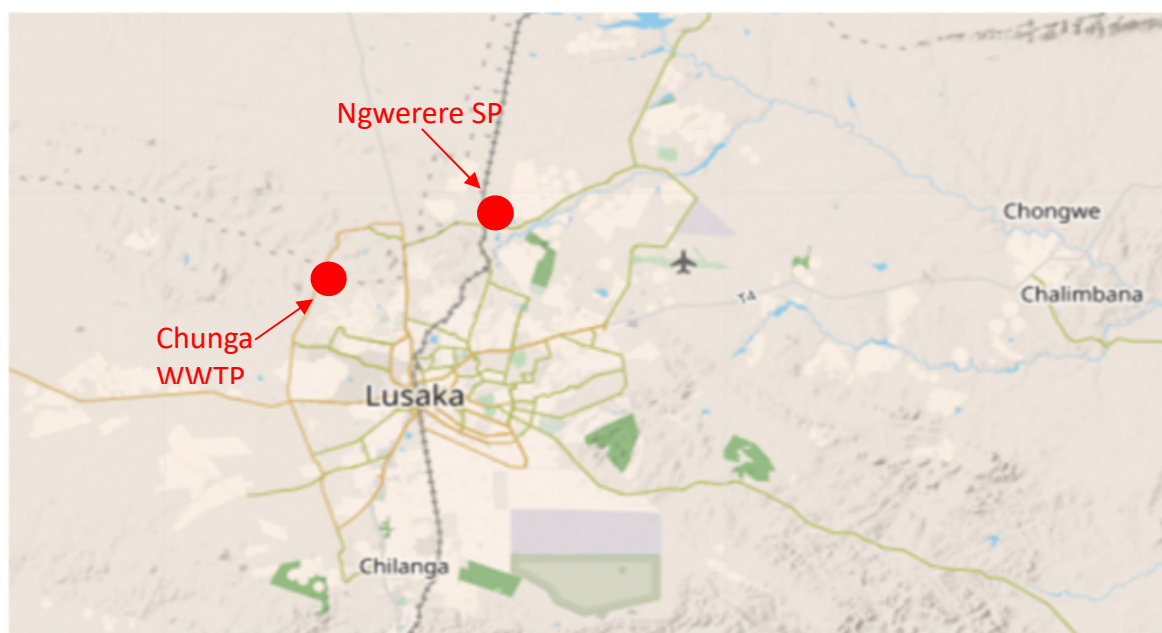 Ngwerere SP
Chongwe
Chalimbana
T4
Chunga
WWTP
Lusaka
Chilanga